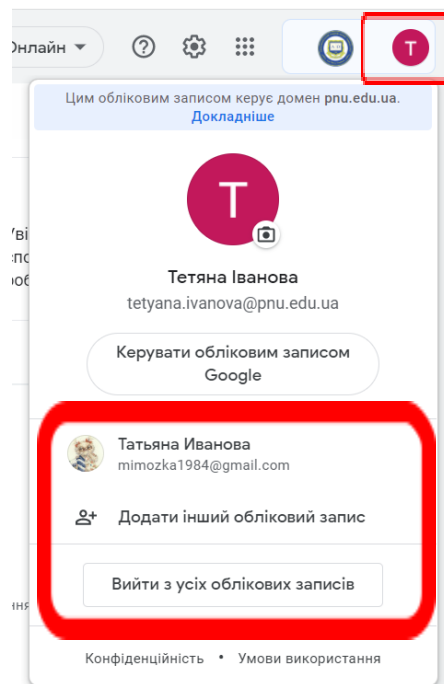 Онлайн
T
Цим обліковим записом керує домен pnu.edu.ua.
Докладніше
T
Тетяна Іванова
tetyana.ivanova@pnu.edu.ua
Керувати обліковим записом
Google
Татьяна Иванова
mimozka1984@gmail.com
Додати інший обліковий запис
Вийти з усіх облікових записів
Конфіденційність • Умови використання